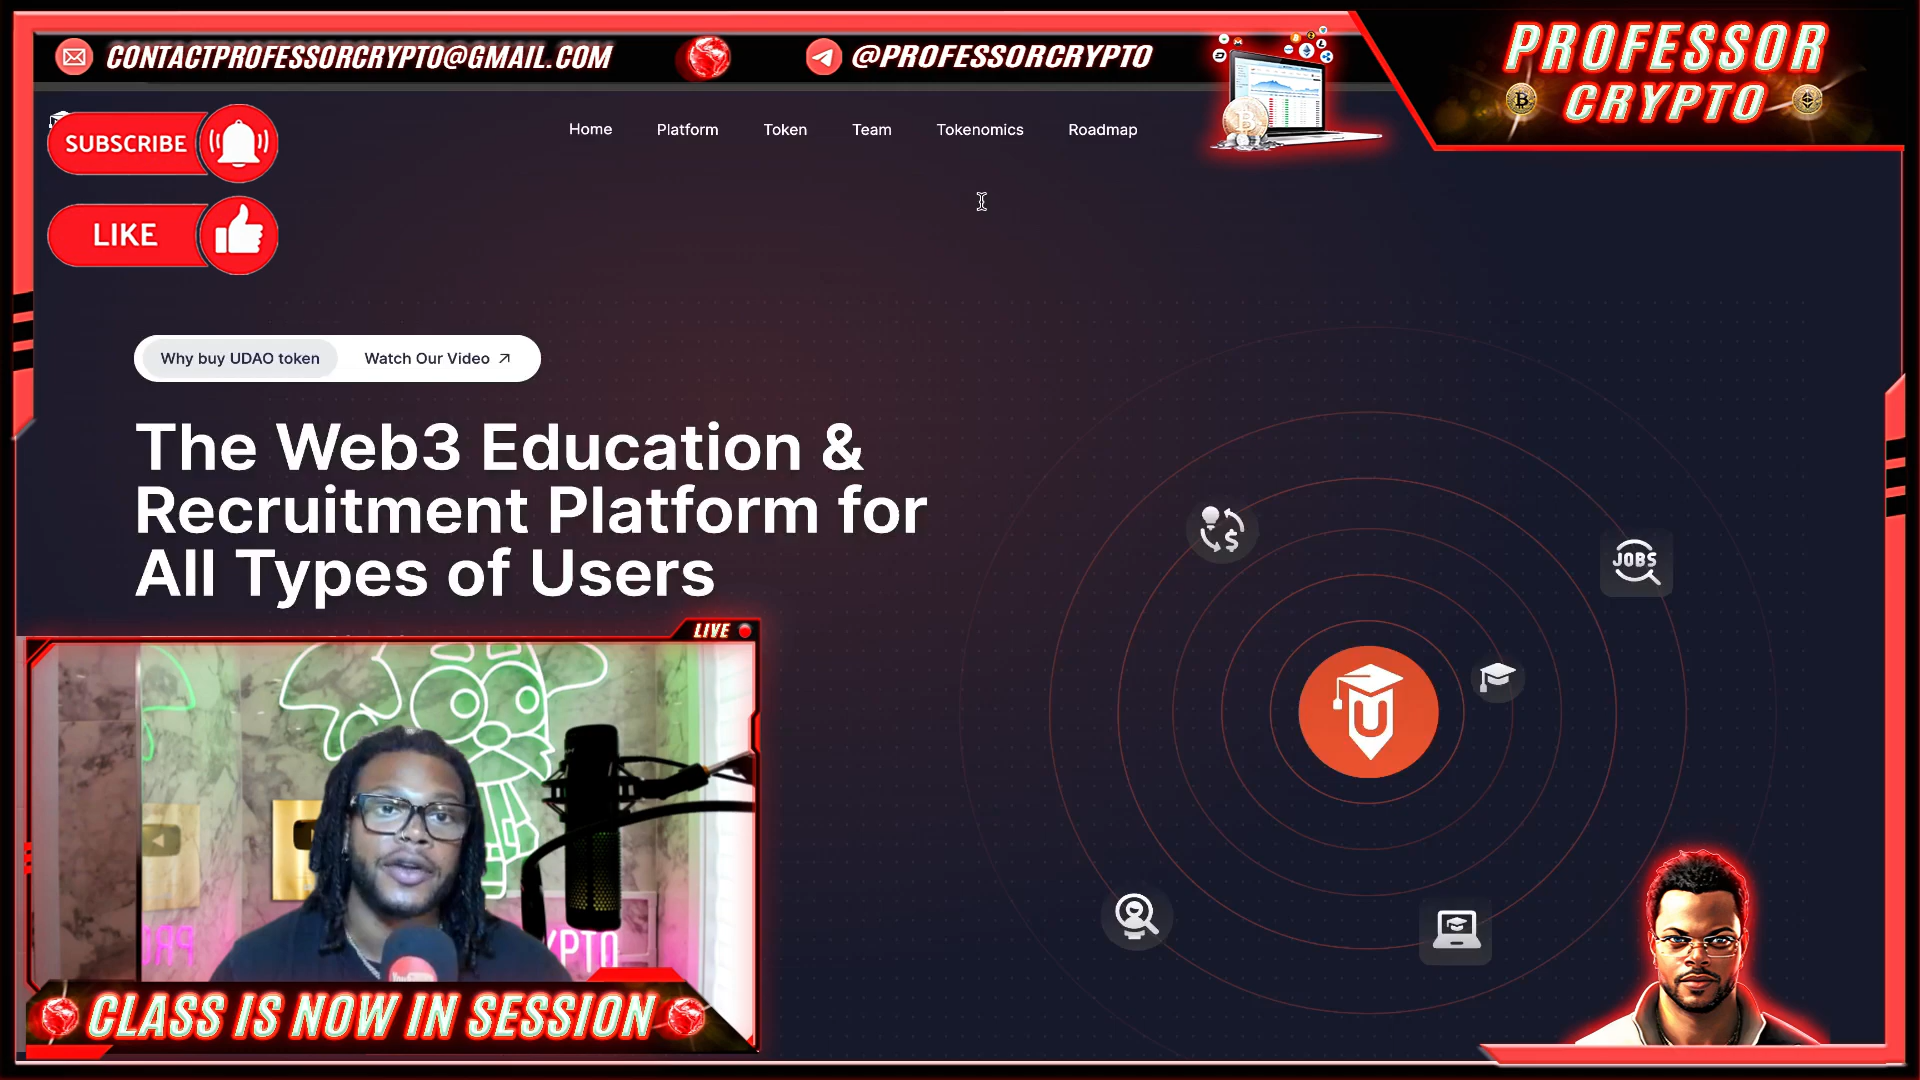 CONTACTPROFESSORCRYPTO@GMAIL.COM
@PROFESSORCRYPTO
PROFESSOR
CRYPTO
SUBSCRIBE
LIKE
Home
Platform
Token
Team
Tokenomics
Roadmap
Why buy UDAO token
Watch Our Video
The Web3 Education &
Recruitment Platform for
All Types of Users
JOBS
U
LIVE
YPTO
CLASS IS NOW IN SESSION